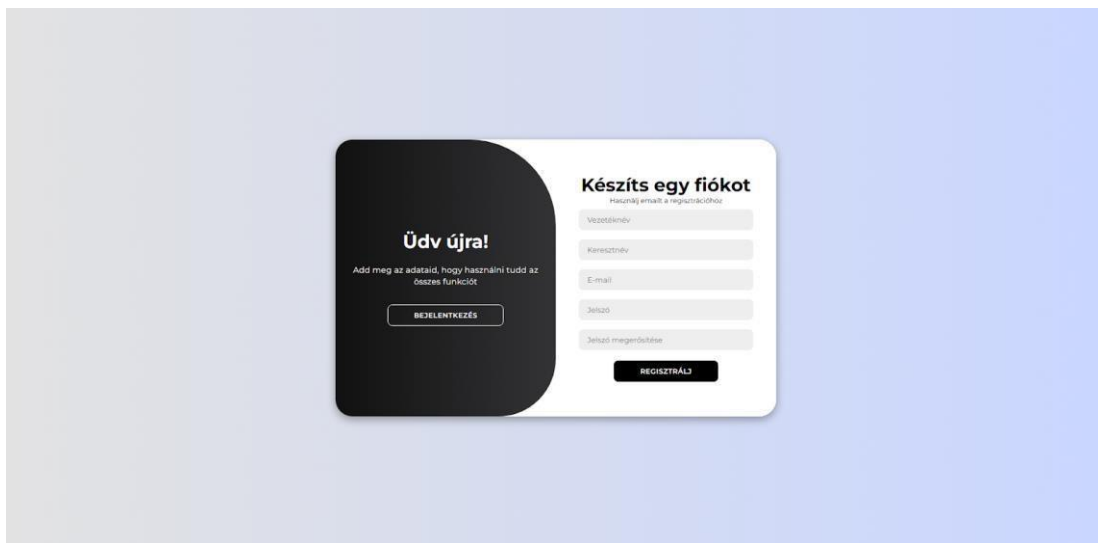 Üdv újra!
Add meg az adataid, hogy használni tudd az
összes funkciót
BEJELENTKEZÉS
Készíts egy fiókot
Használj emailt a regisztrációhoz
Vezetéknév
Keresztnév
E-mail
Jelszó
Jelszó megerősítése
REGISZTRÁLJ